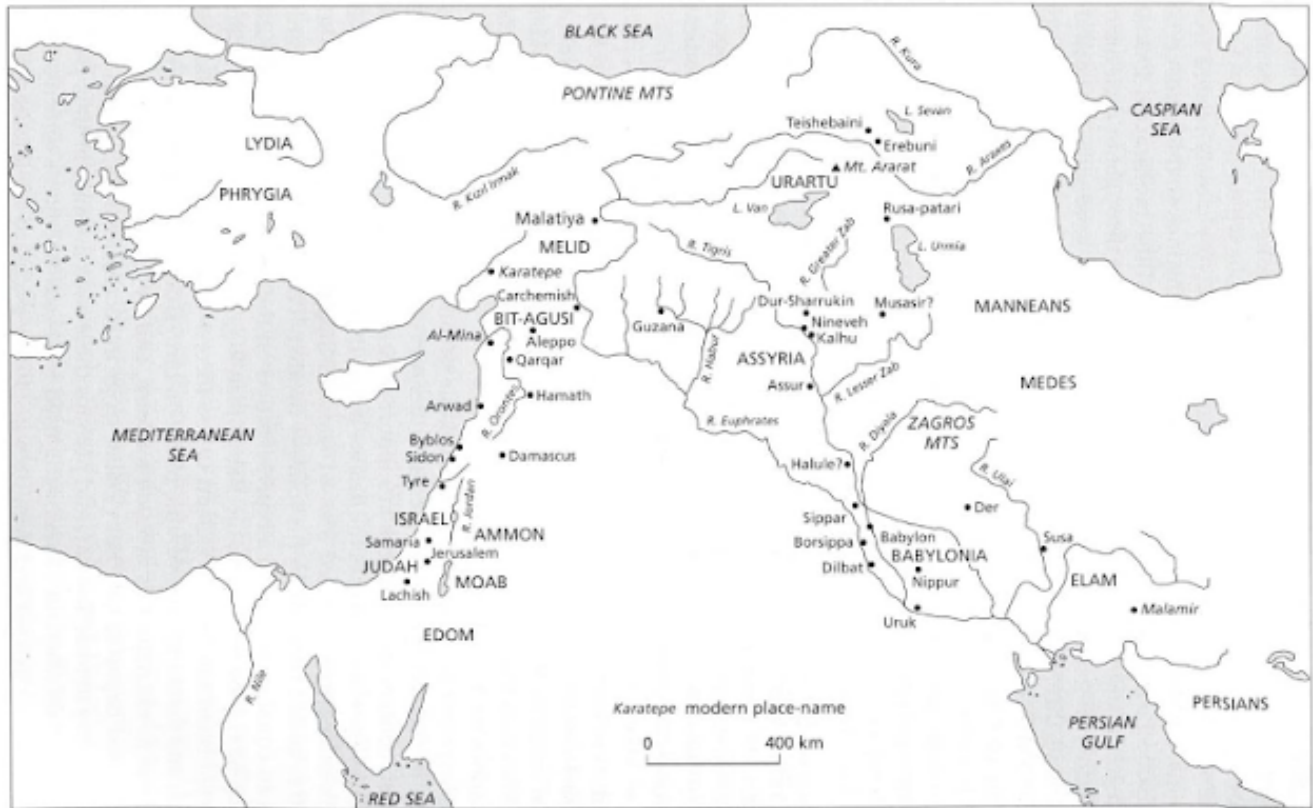 BLACK SEA
PONTINE MTS
R. Kura
L. Sevan
CASPIAN
SEA
Teishebaini
Erebuni
LYDIA
Mt. Ararat
R. Araxes
PHRYGIA
R. Kizil Irmak
URARTU
L. Van
Rusa-patari
Malatiya
MELID
R. Tigris
R. Greater Zab
L. Urmia
Karatepe
Carchemish
Dur-Sharrukin
Musasir?
MANNEANS
BIT-AGUSI
Guzana
Nineveh
Al-Mina
Aleppo
Kalhu
Qarqar
R. Habur
ASSYRIA
Assur
R. Lesser Zab
MEDES
Arwad
Hamath
R. Orontes
R. Euphrates
R. Diyala
ZAGROS
MTS
MEDITERRANEAN
SEA
Byblos
Sidon
Damascus
Halule?
R. Ulai
Tyre
R. Jordan
Der
ISRAEL
Sippar
AMMON
Samaria
Babylon
Susa
Borsippa
Jerusalem
BABYLONIA
JUDAH
Dilbat
Nippur
ELAM
MOAB
Lachish
Malamir
Uruk
EDOM
R. Nile
Karatepe modern place-name
PERSIANS
0 400 km
PERSIAN
GULF
RED SEA